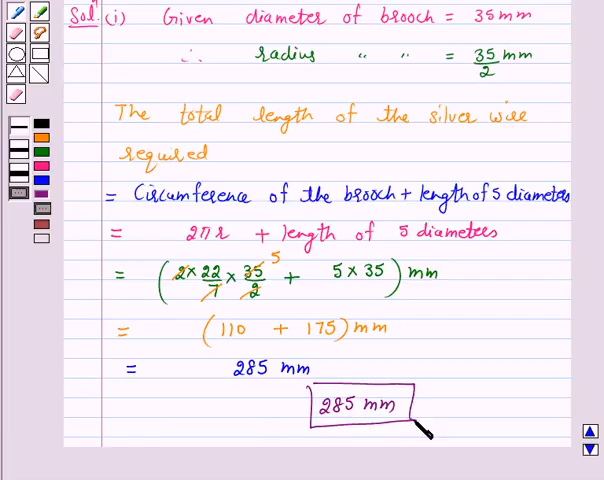 Solⁿ. (i) Given diameter of brooch = 35 mm
∴ radius " " = 35/2 mm
The total length of the silver wire
required
= Circumference of the brooch + length of 5 diameters
= 2πr + length of 5 diameters
= (2 × 22/7 × 35/2 5 + 5 × 35) mm
= (110 + 175) mm
= 285 mm
285 mm